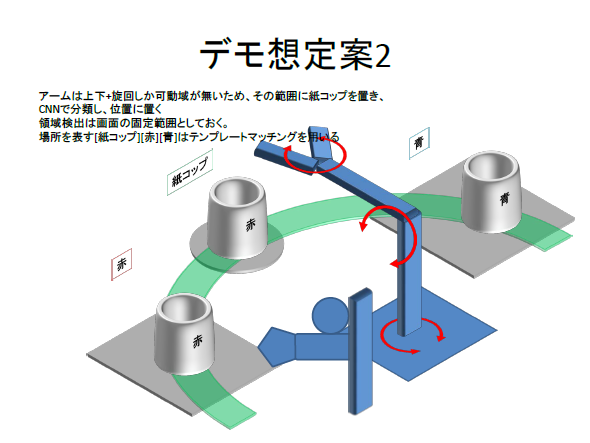 デモ想定案2
アームは上下+旋回しか可動域が無いため、その範囲に紙コップを置き、
CNNで分類し、位置に置く
領域検出は画面の固定範囲としておく。
場所を表す[紙コップ][赤][青]はテンプレートマッチングを用いる
青
紙コップ
青
赤
赤
赤